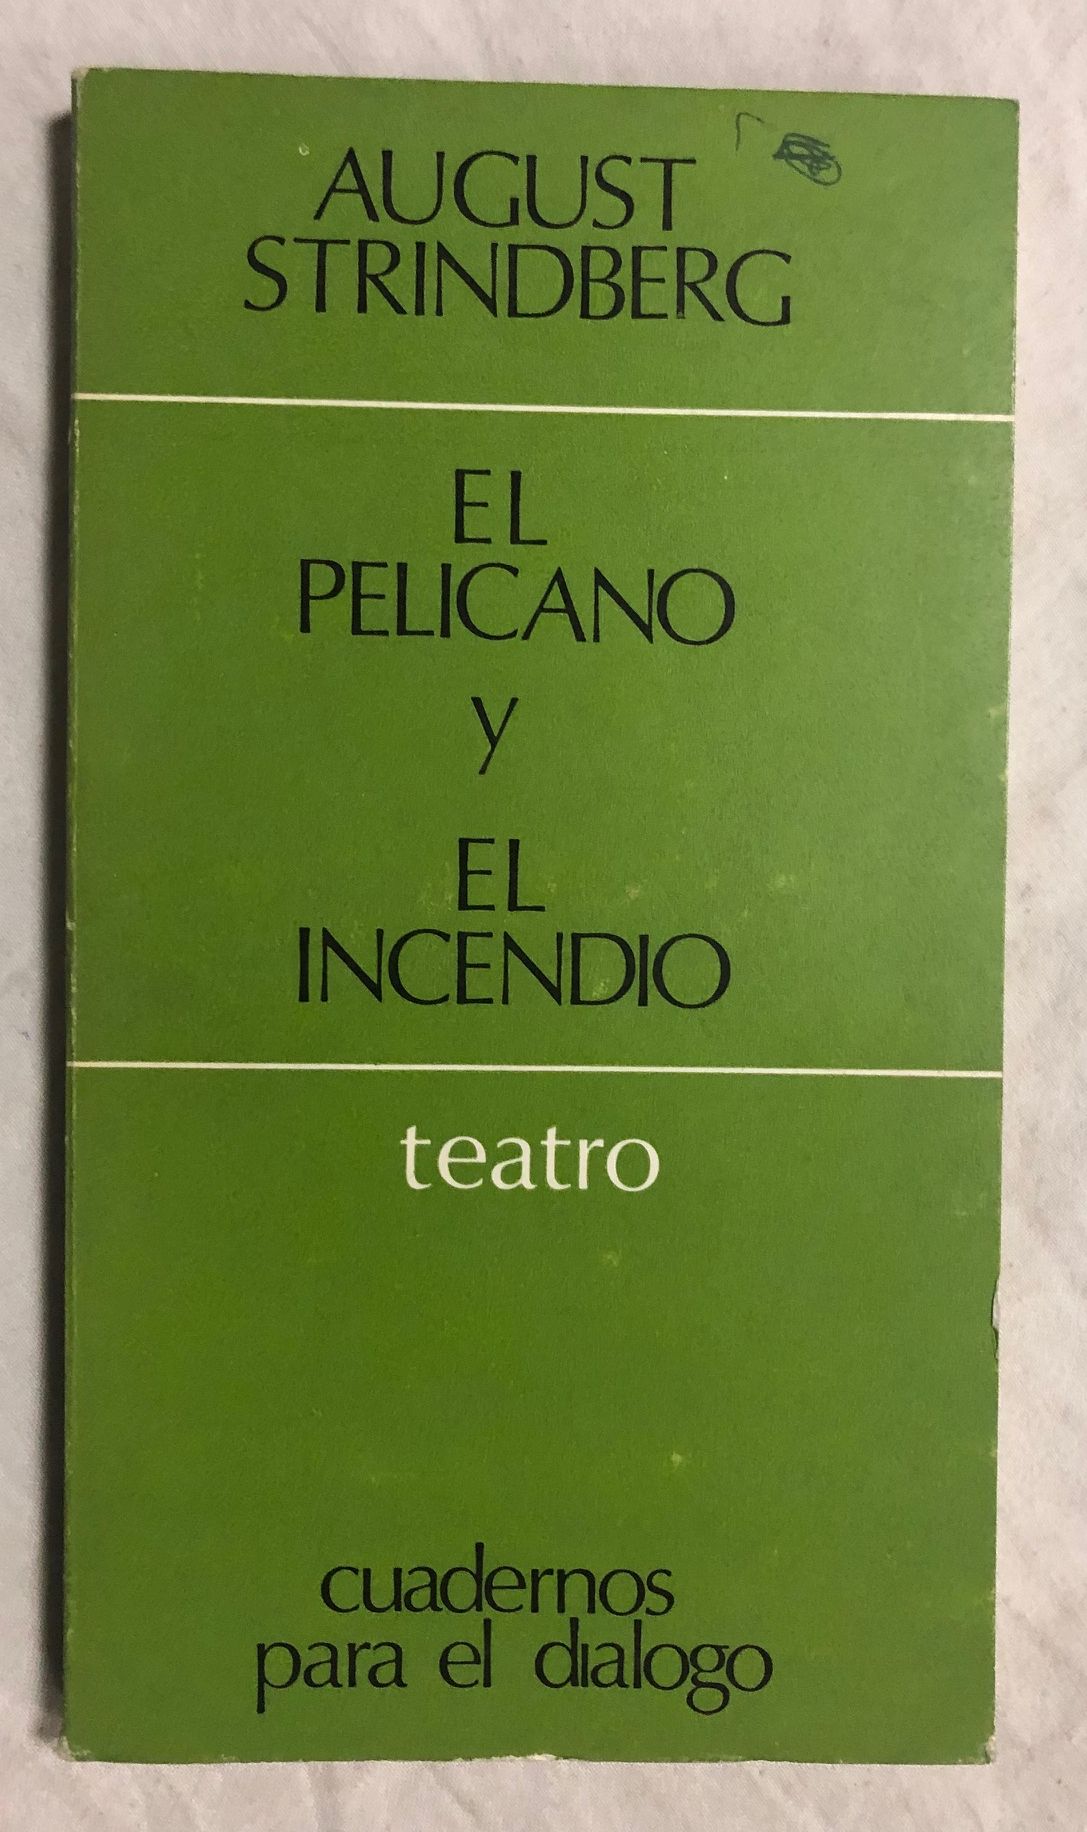 AUGUST
STRINDBERG
EL
PELICANO
y
EL
INCENDIO
teatro
cuadernos
para el dialogo